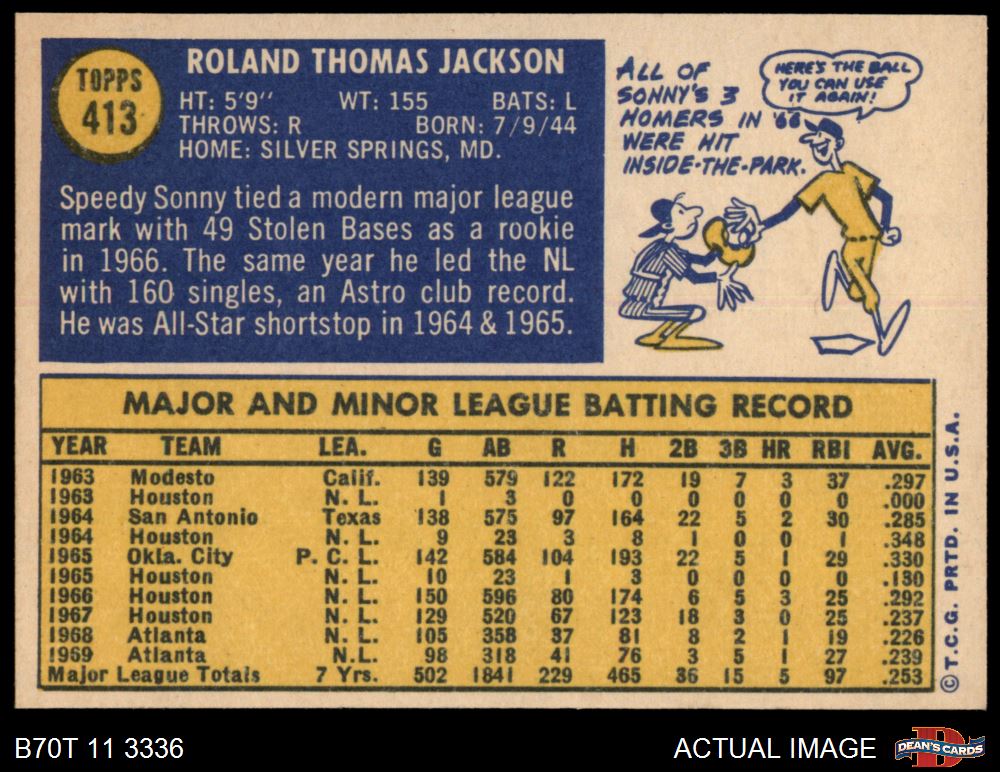 TOPPS
413
ROLAND THOMAS JACKSON
HT: 5'9" WT: 155 BATS: L
THROWS: R BORN: 7/9/44
HOME: SILVER SPRINGS, MD.
Speedy Sonny tied a modern major league
mark with 49 Stolen Bases as a rookie
in 1966. The same year he led the NL
with 160 singles, an Astro club record.
He was All-Star shortstop in 1964 & 1965.
ALL OF
SONNY'S 3
HOMERS IN '66
WERE HIT
INSIDE-THE-PARK.
HERE'S THE BALL
YOU CAN USE
IT AGAIN!
MAJOR AND MINOR LEAGUE BATTING RECORD
YEAR TEAM LEA. G AB R H 2B 3B HR RBI AVG.
1963 Modesto Calif. 139 579 122 172 19 7 3 37 .297
1963 Houston N. L. 1 3 0 0 0 0 0 0 .000
1964 San Antonio Texas 138 575 97 164 22 5 2 30 .285
1964 Houston N. L. 9 23 3 8 1 0 0 1 .348
1965 Okla. City P. C. L. 142 584 104 193 22 5 1 29 .330
1965 Houston N. L. 10 23 1 3 0 0 0 0 .130
1966 Houston N. L. 150 596 80 174 6 5 3 25 .292
1967 Houston N. L. 129 520 67 123 18 3 0 25 .237
1968 Atlanta N. L. 105 358 37 81 8 2 1 19 .226
1969 Atlanta N.L. 98 318 41 76 3 5 1 27 .239
Major League Totals 7 Yrs. 502 1841 229 465 36 15 5 97 .253
©T.C.G. PRTD. IN U.S.A.
B70T 11 3336
ACTUAL IMAGE
D
DEAN'S CARDS